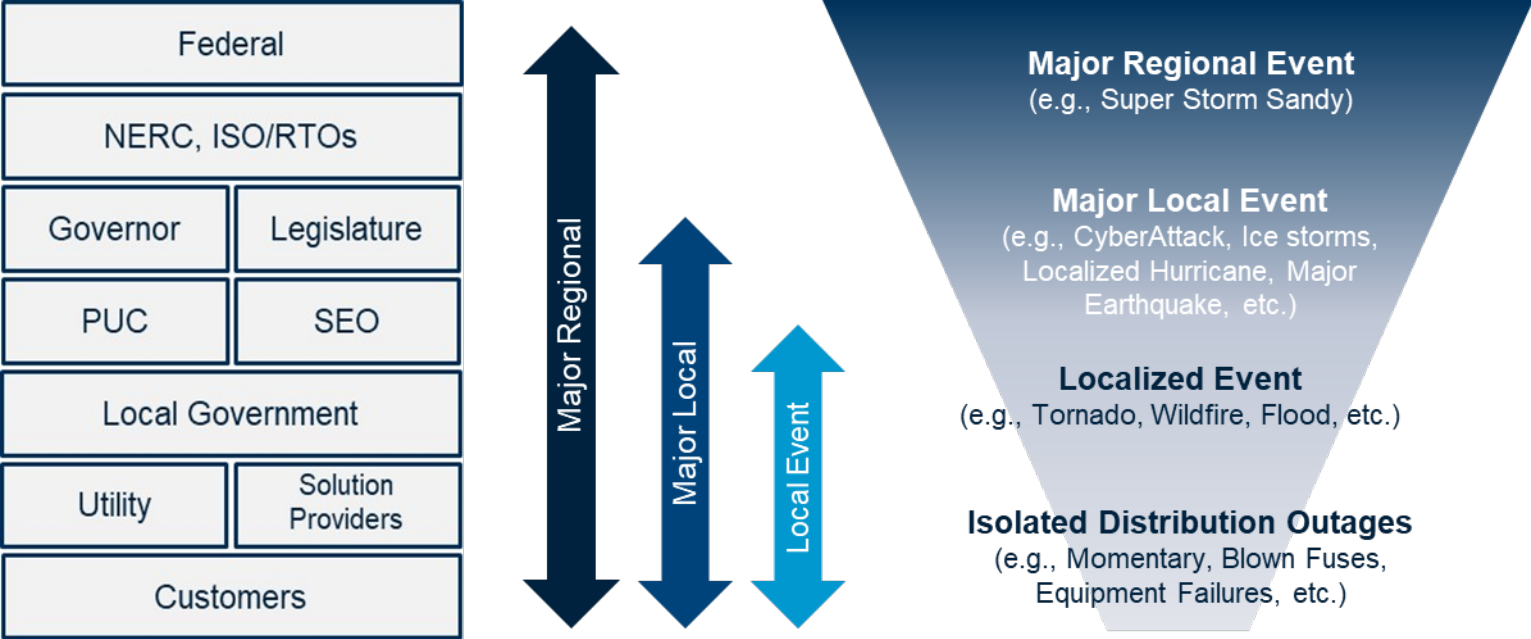 Federal
NERC, ISO/RTOs
Governor
Legislature
PUC
SEO
Local Government
Utility
Solution
Providers
Customers
Major Regional
Major Local
Local Event
Major Regional Event
(e.g., Super Storm Sandy)
Major Local Event
(e.g., CyberAttack, Ice storms,
Localized Hurricane, Major
Earthquake, etc.)
Localized Event
(e.g., Tornado, Wildfire, Flood, etc.)
Isolated Distribution Outages
(e.g., Momentary, Blown Fuses,
Equipment Failures, etc.)